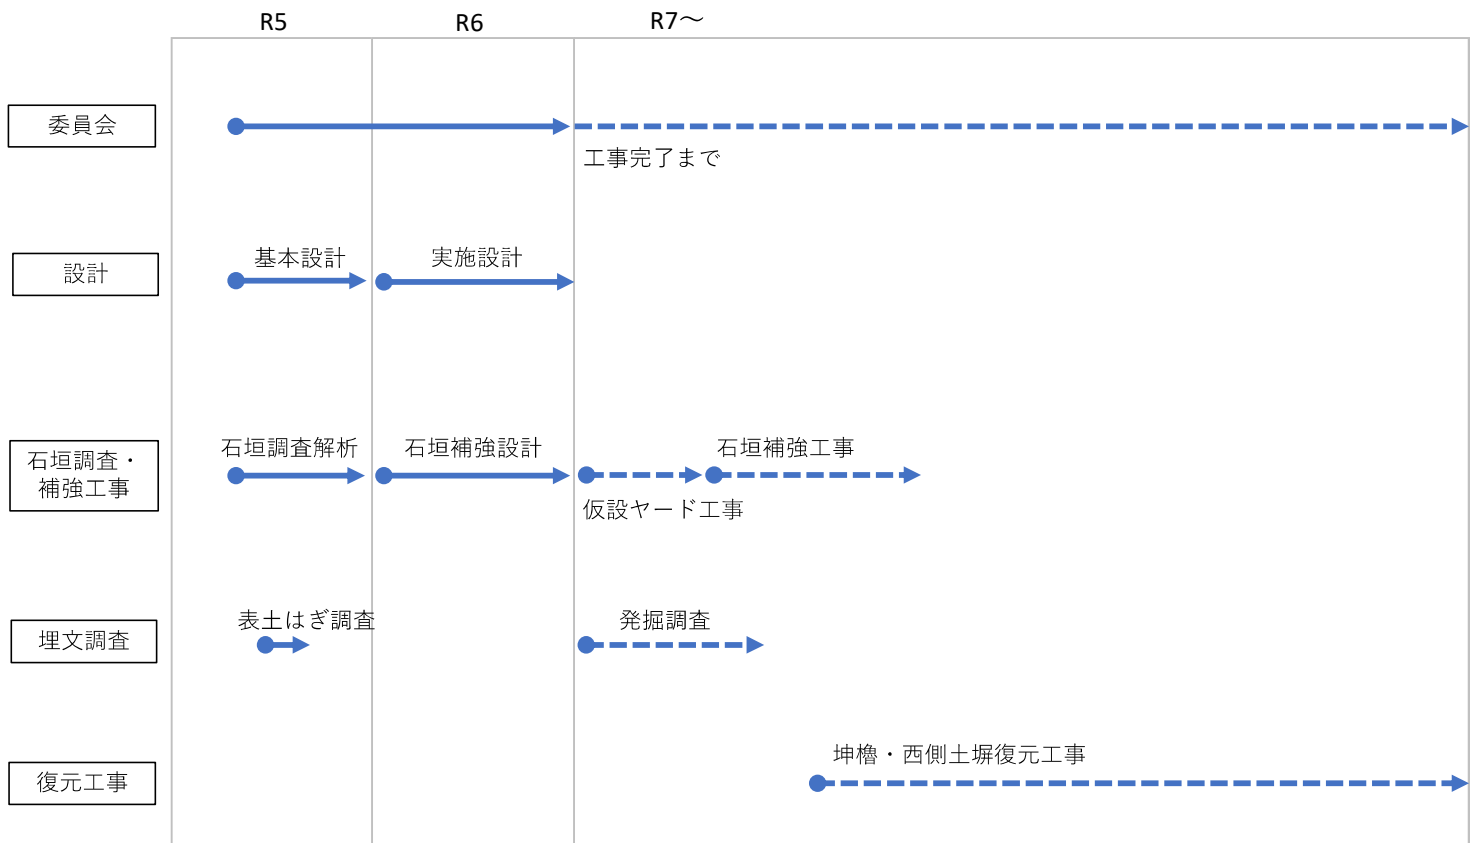 R5
R6
R7～
委員会
工事完了まで
設計
基本設計
実施設計
石垣調査・
補強工事
石垣調査解析
石垣補強設計
石垣補強工事
仮設ヤード工事
埋文調査
表土はぎ調査
発掘調査
復元工事
坤櫓・西側土塀復元工事